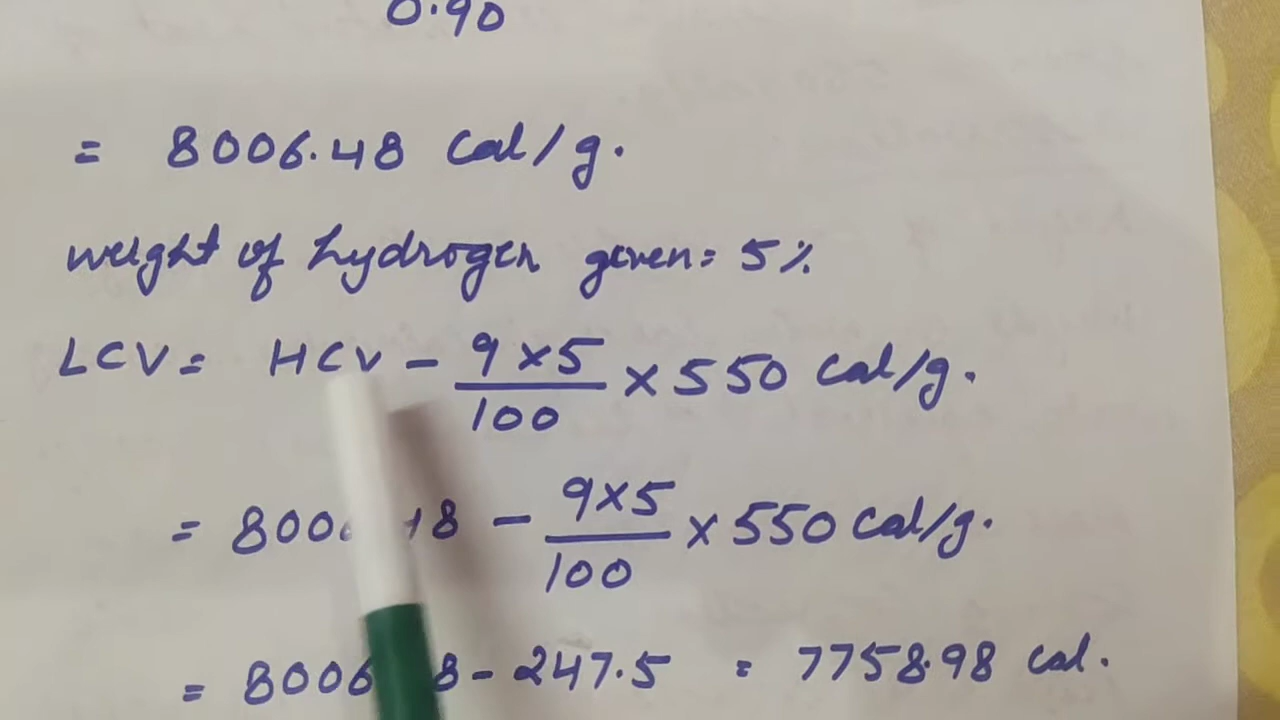 0.90
= 8006.48 Cal/g.
weight of hydrogen given = 5%
LCV = HCV - 9×5/100 × 550 Cal/g.
= 8006.48 - 9×5/100 × 550 Cal/g.
= 8006.48 - 247.5 = 7758.98 Cal.